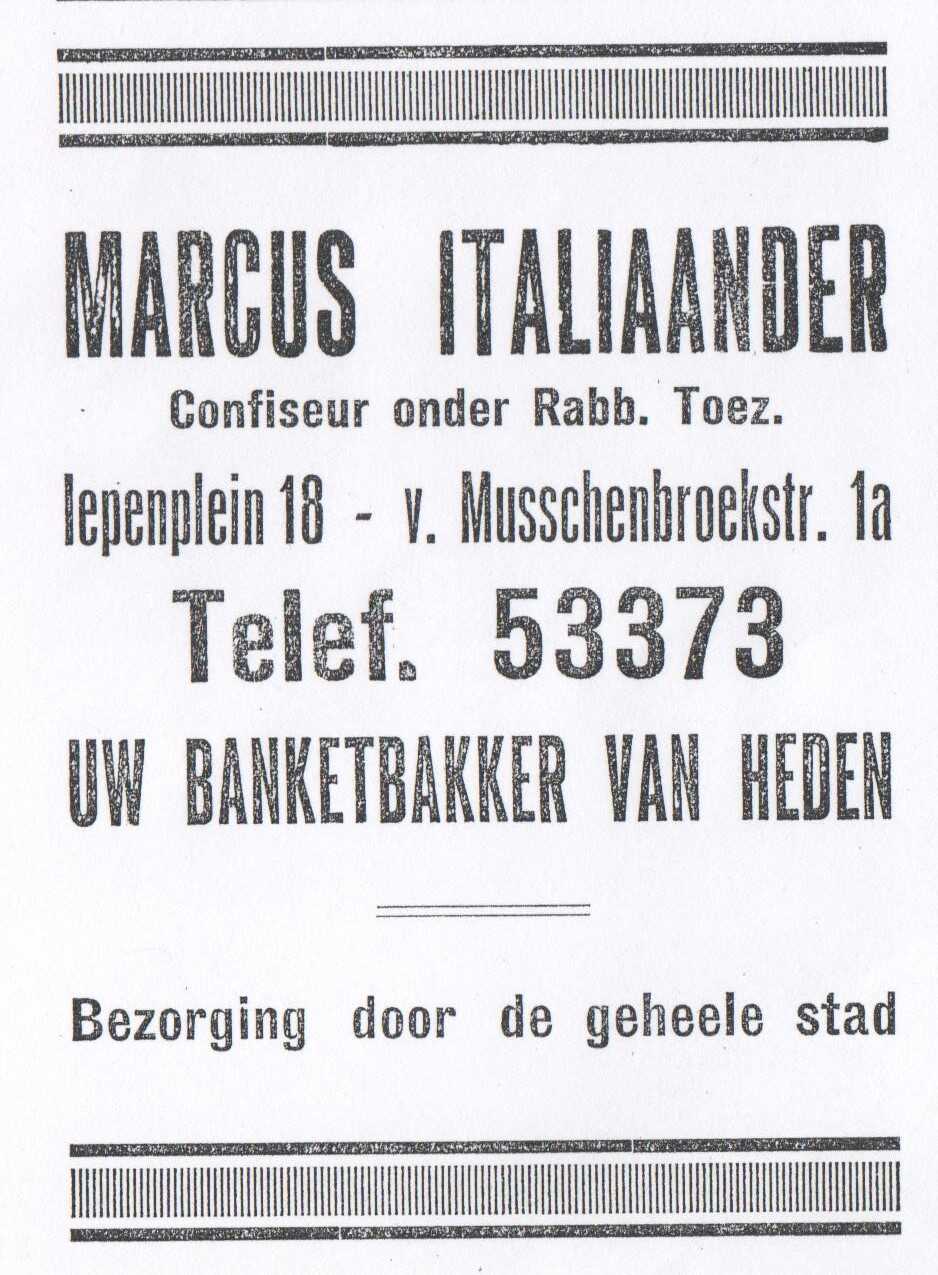 MARCUS ITALIAANDER
Confiseur onder Rabb. Toez.
Iepenplein 18 - v. Musschenbroekstr. 1a
Telef. 53373
UW BANKETBAKKER VAN HEDEN
Bezorging door de geheele stad